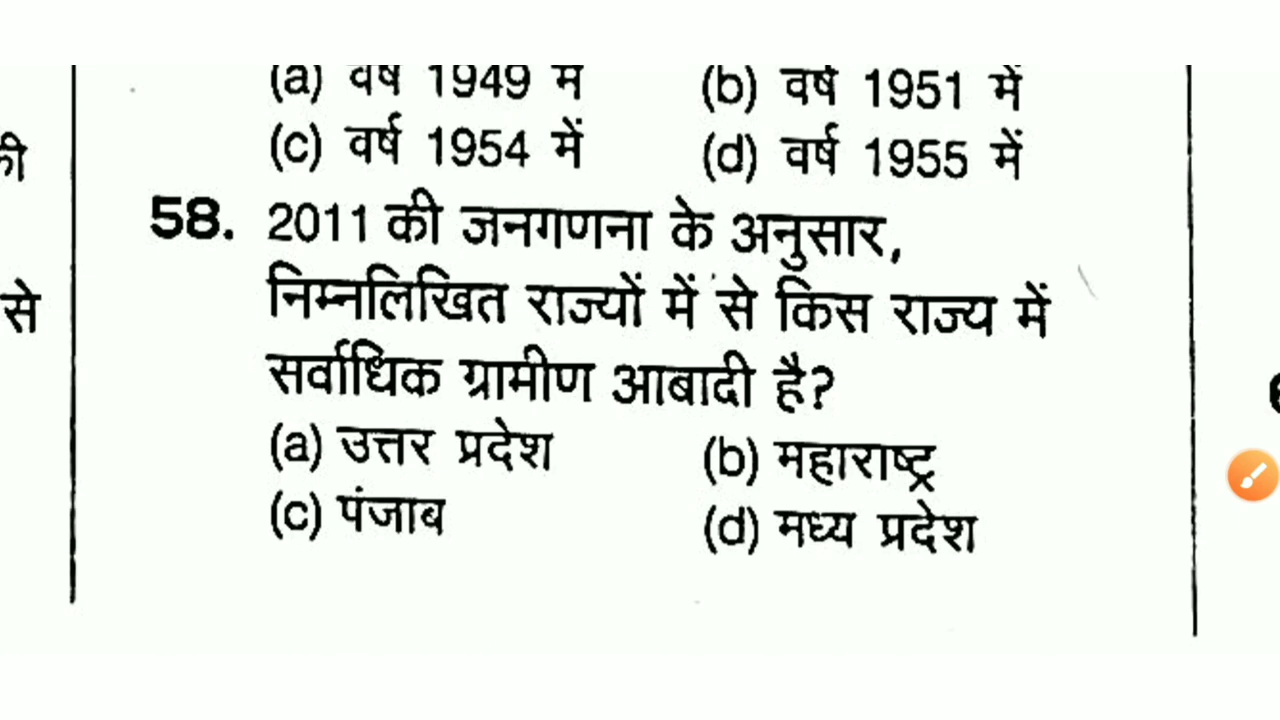 (a) वर्ष 1949 में (b) वर्ष 1951 में
(c) वर्ष 1954 में (d) वर्ष 1955 में
की
58. 2011 की जनगणना के अनुसार,
से निम्नलिखित राज्यों में से किस राज्य में
सर्वाधिक ग्रामीण आबादी है?
(a) उत्तर प्रदेश (b) महाराष्ट्र
(c) पंजाब (d) मध्य प्रदेश